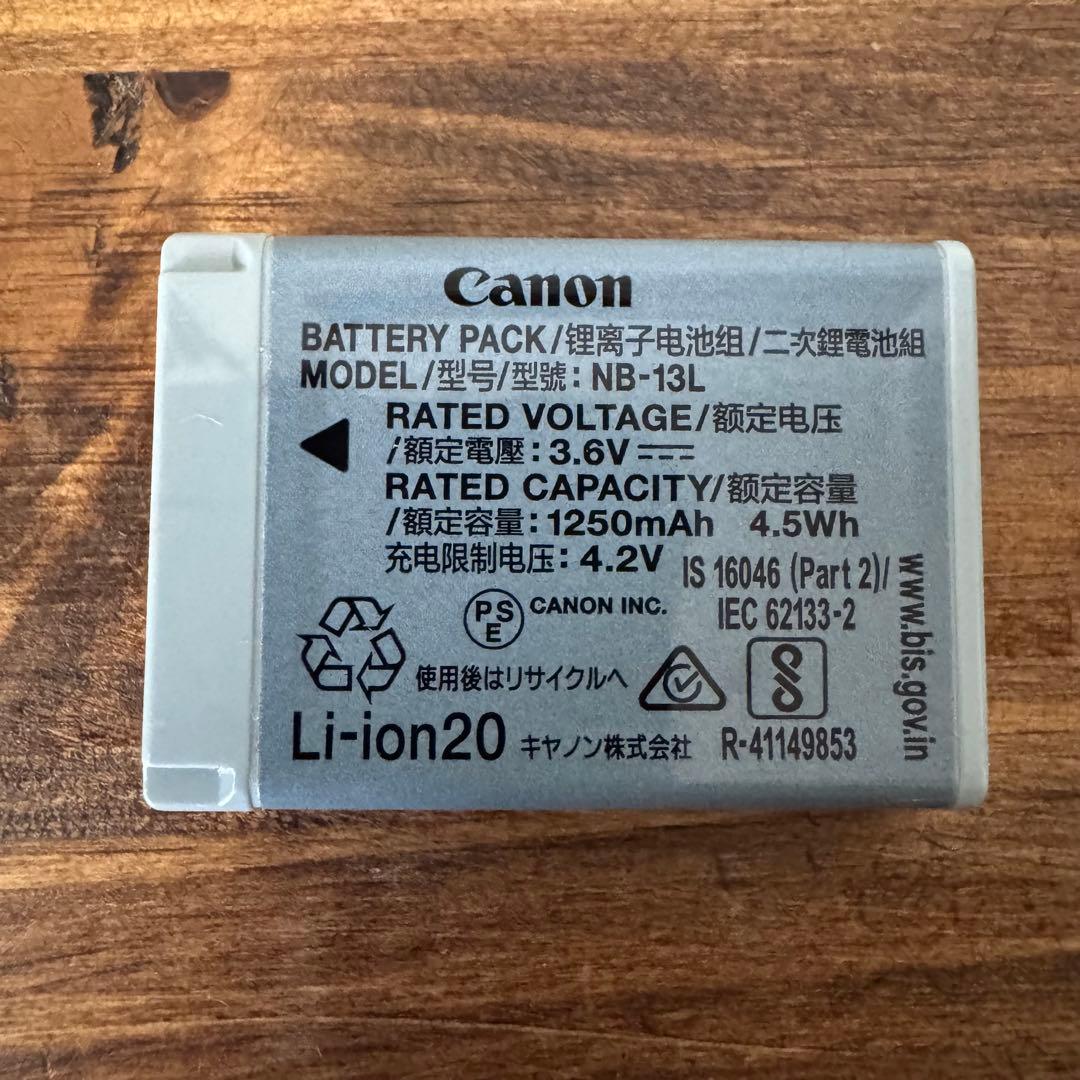 Canon
BATTERY PACK/锂离子电池组/二次鋰電池組
MODEL/型号/型號: NB-13L
RATED VOLTAGE/额定电压
/額定電壓: 3.6V
RATED CAPACITY/额定容量
/額定容量: 1250mAh 4.5Wh
充电限制电压: 4.2V
IS 16046 (Part 2)/
IEC 62133-2
www.bis.gov.in
PS
E
CANON INC.
使用後はリサイクルへ
Li-ion20
キヤノン株式会社
R-41149853